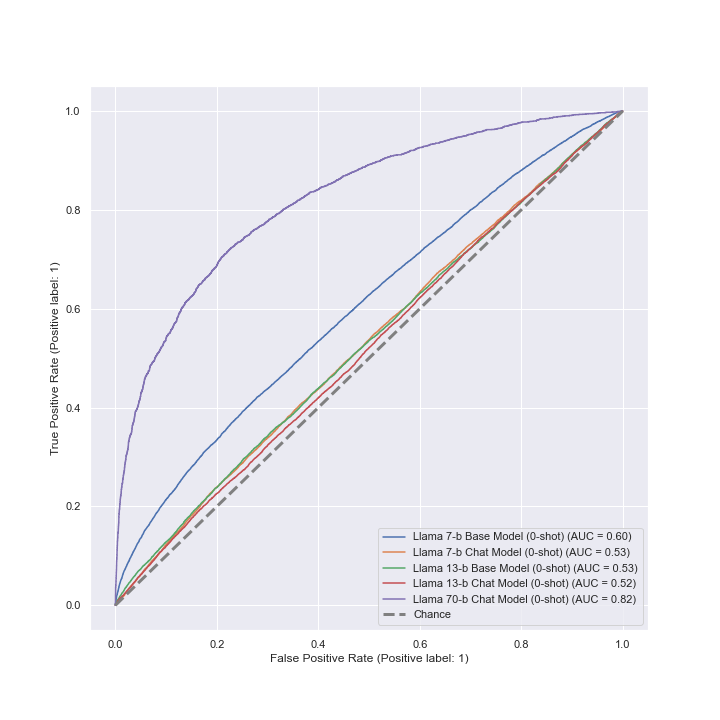 1.0
0.8
0.6
0.4
0.2
0.0
True Positive Rate (Positive label: 1)
Llama 7-b Base Model (0-shot) (AUC = 0.60)
Llama 7-b Chat Model (0-shot) (AUC = 0.53)
Llama 13-b Base Model (0-shot) (AUC = 0.53)
Llama 13-b Chat Model (0-shot) (AUC = 0.52)
Llama 70-b Chat Model (0-shot) (AUC = 0.82)
Chance
0.0 0.2 0.4 0.6 0.8 1.0
False Positive Rate (Positive label: 1)